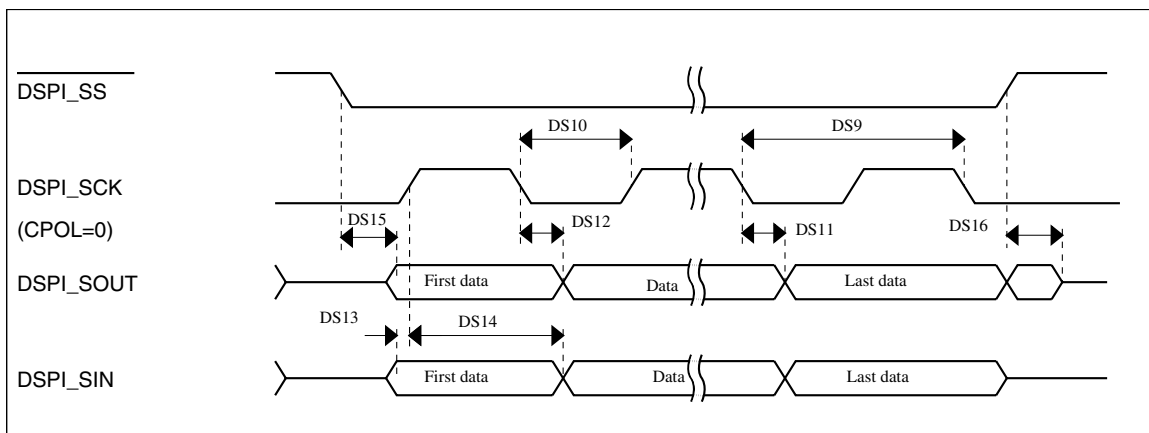 DSPI_SS
DS10
DS9
DSPI_SCK
(CPOL=0)
DS15
DS12
DS11
DS16
DSPI_SOUT
First data
Data
Last data
DS13
DS14
DSPI_SIN
First data
Data
Last data